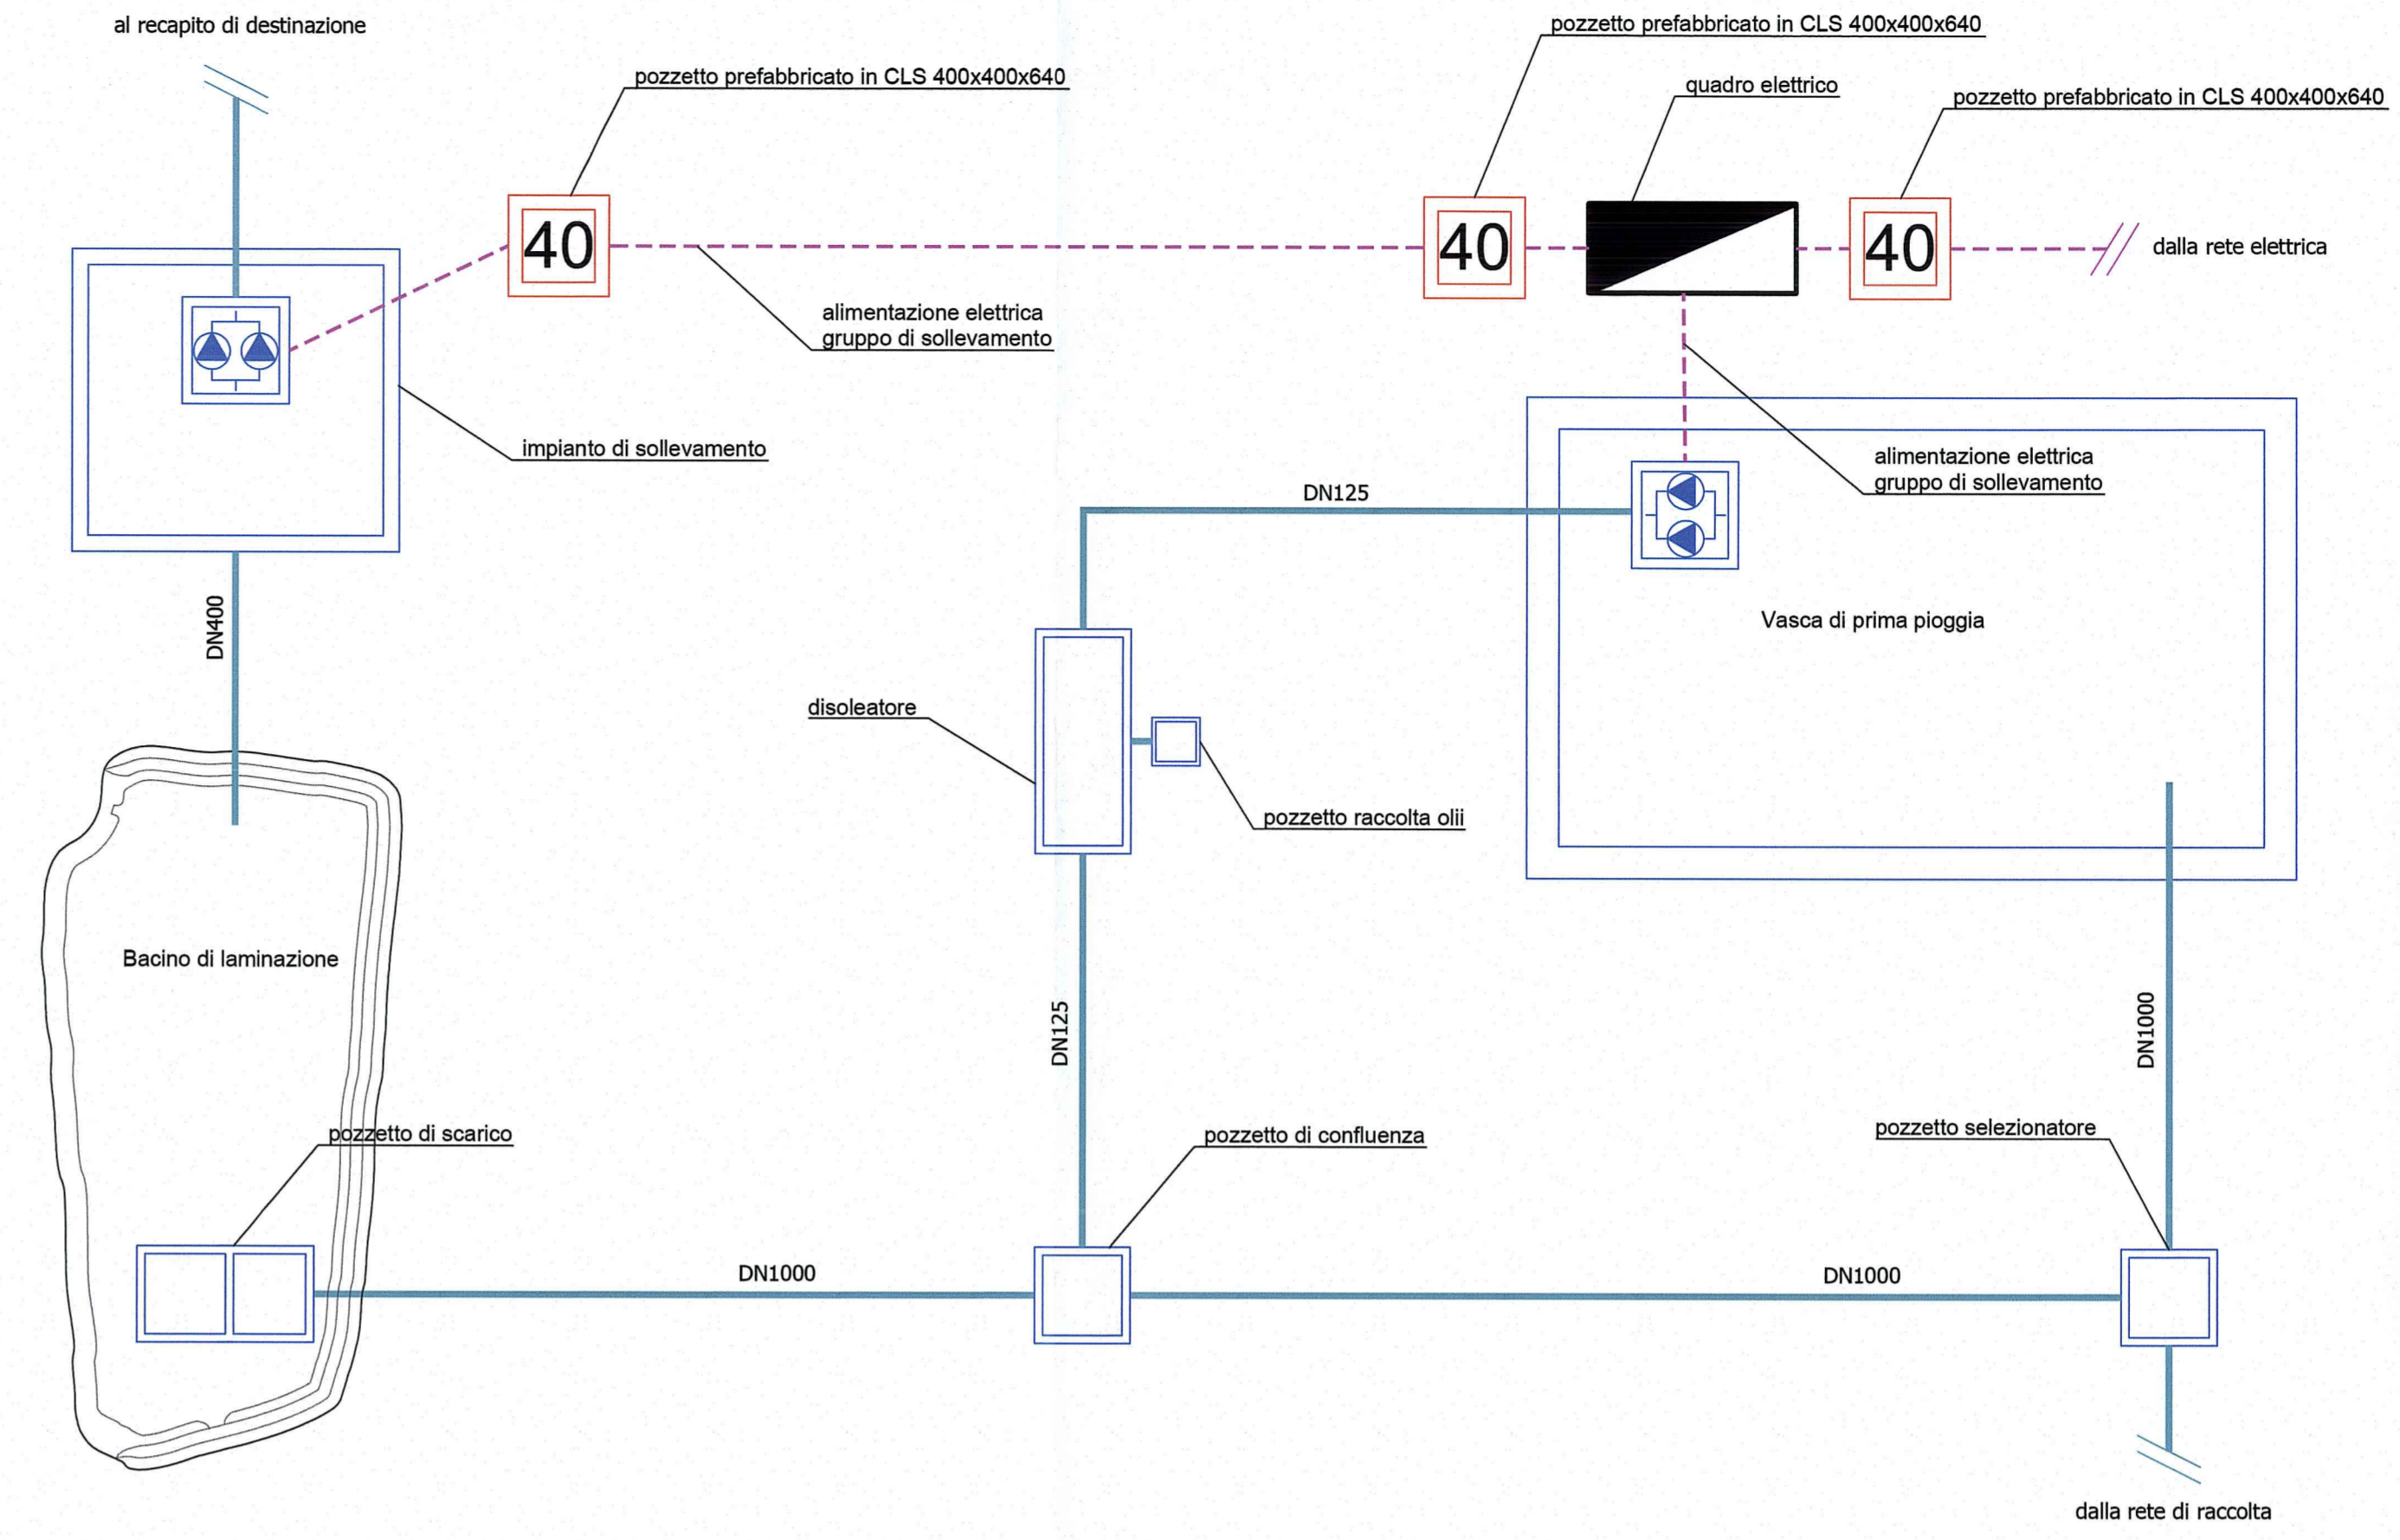 al recapito di destinazione
pozzetto prefabbricato in CLS 400x400x640
pozzetto prefabbricato in CLS 400x400x640
quadro elettrico
pozzetto prefabbricato in CLS 400x400x640
40
40
40
dalla rete elettrica
alimentazione elettrica
gruppo di sollevamento
impianto di sollevamento
alimentazione elettrica
gruppo di sollevamento
DN125
Vasca di prima pioggia
DN400
disoleatore
pozzetto raccolta olii
Bacino di laminazione
DN125
DN1000
pozzetto di scarico
pozzetto di confluenza
pozzetto selezionatore
DN1000
DN1000
dalla rete di raccolta